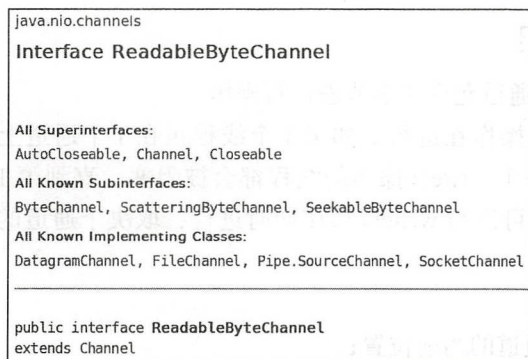 java.nio.channels
Interface ReadableByteChannel
All Superinterfaces:
AutoCloseable, Channel, Closeable
All Known Subinterfaces:
ByteChannel, ScatteringByteChannel, SeekableByteChannel
All Known Implementing Classes:
DatagramChannel, FileChannel, Pipe.SourceChannel, SocketChannel
public interface ReadableByteChannel
extends Channel